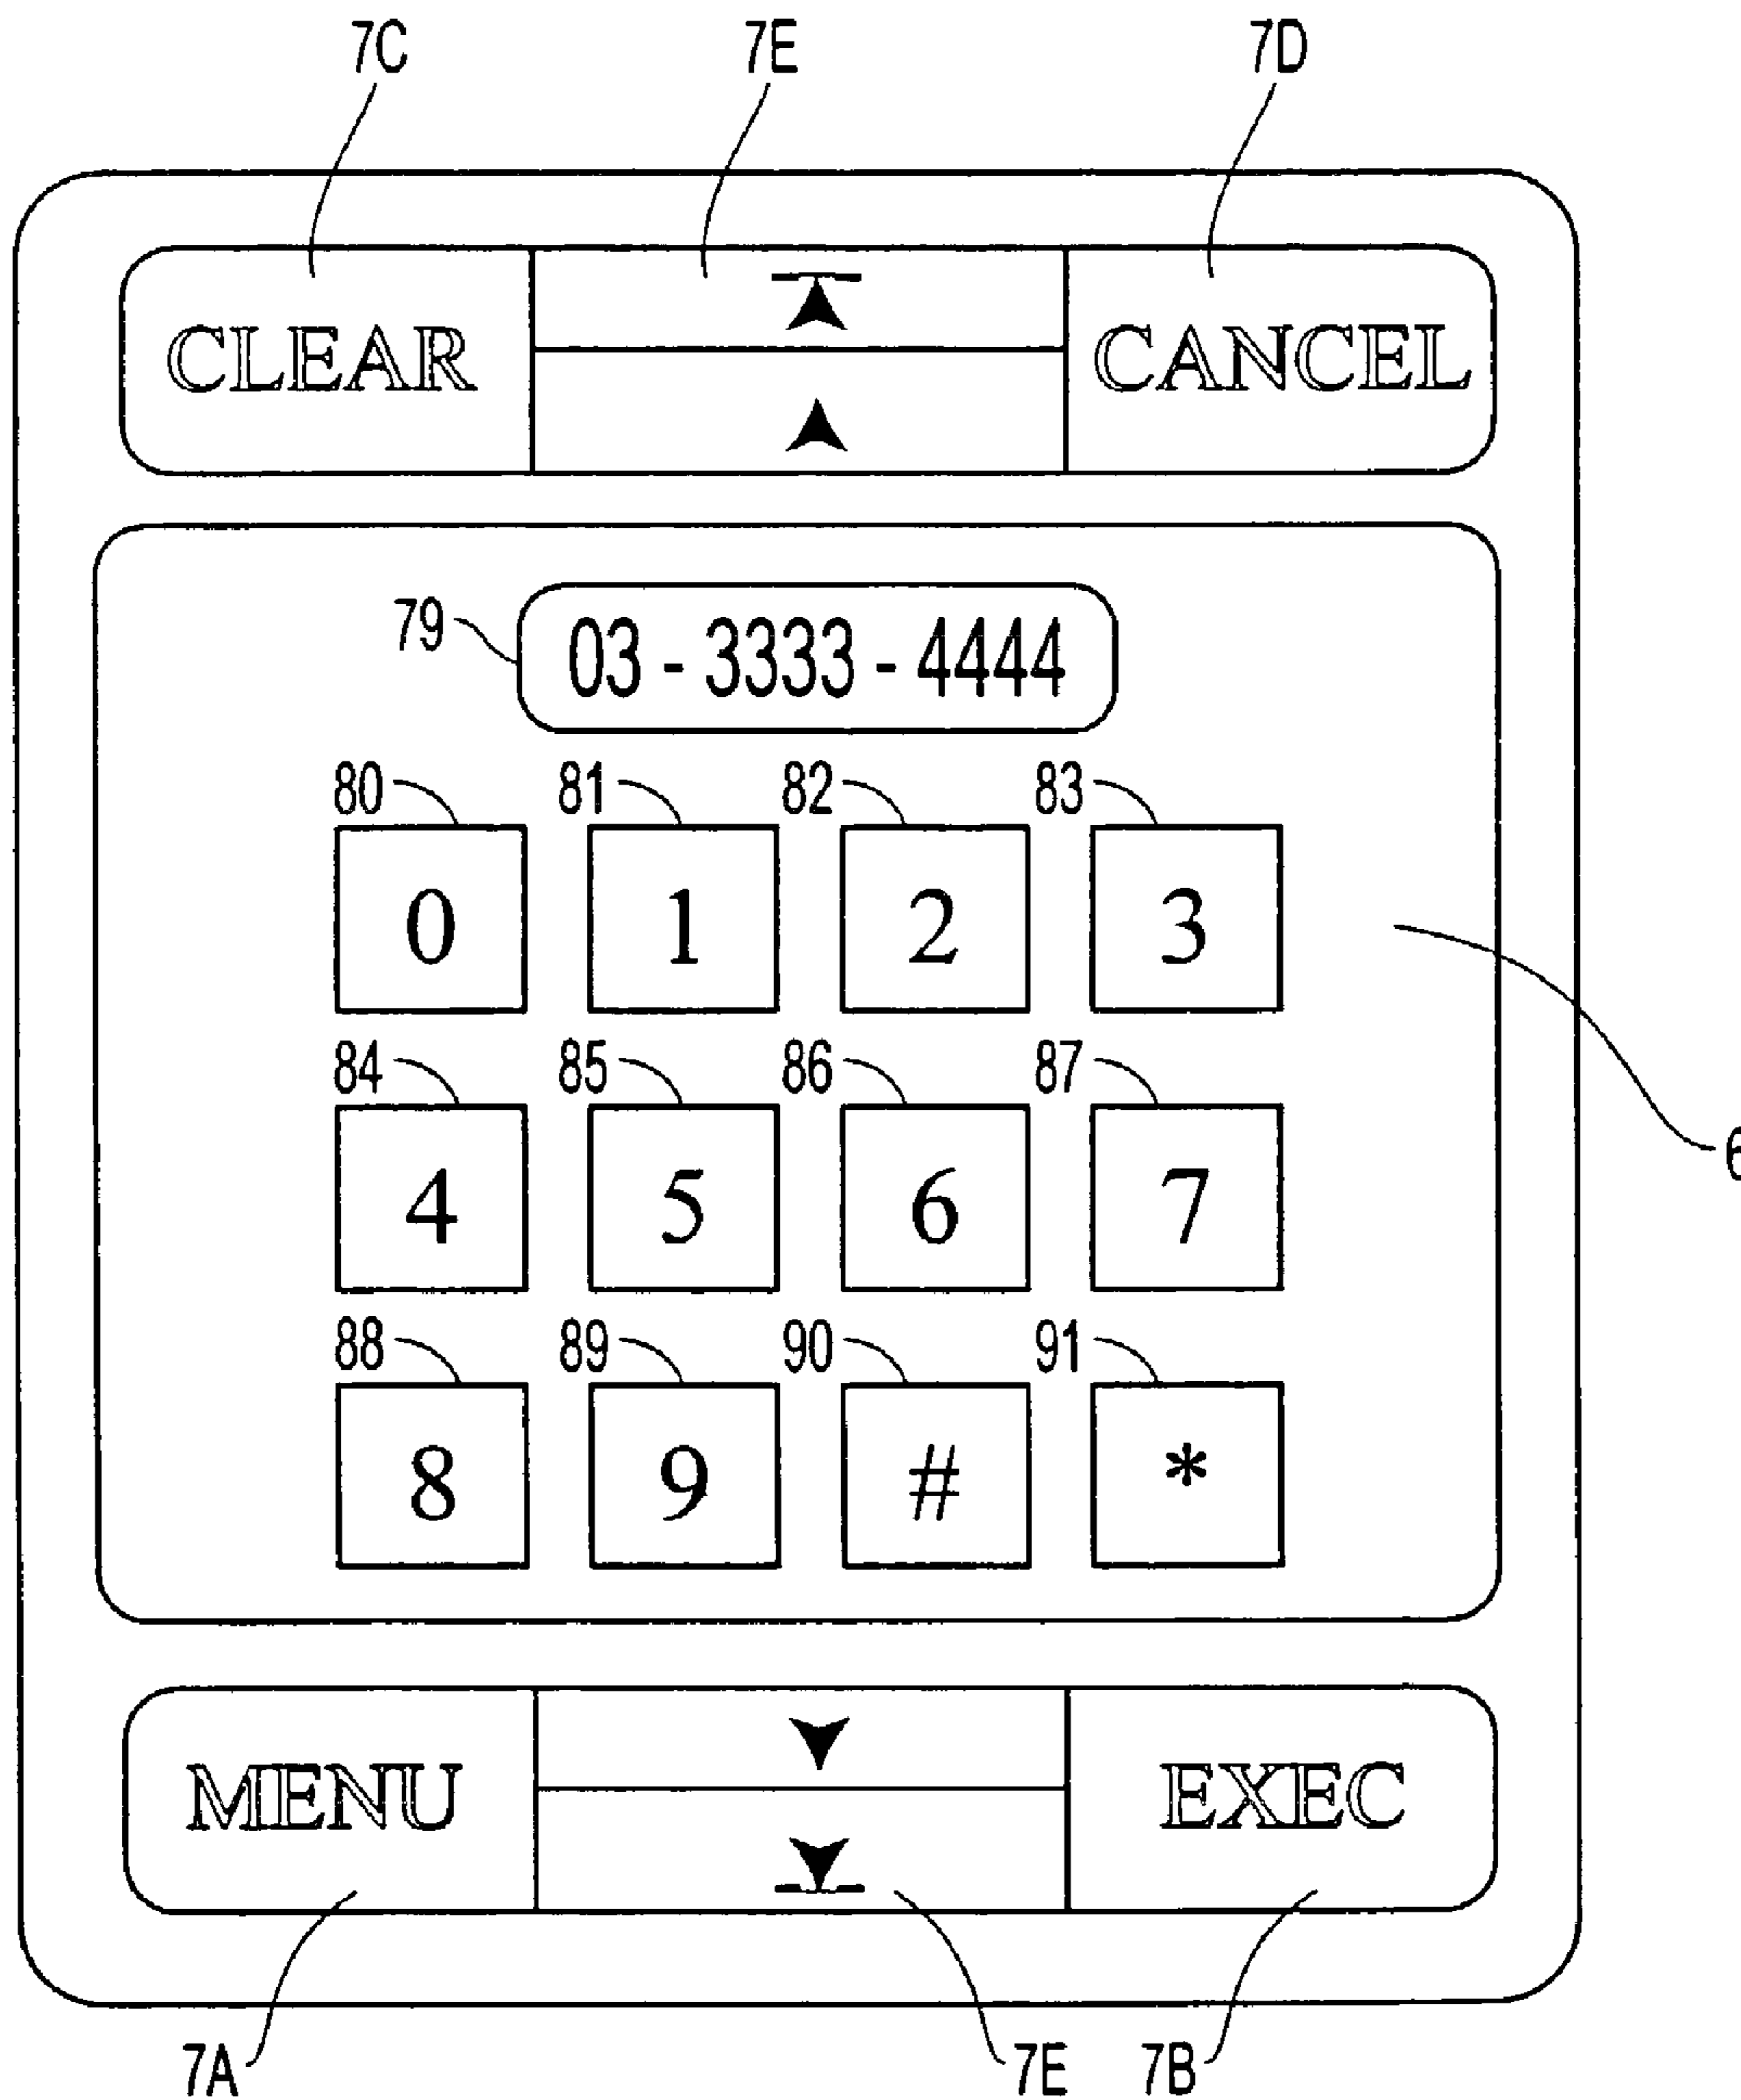 7C 7E 7D
CLEAR CANCEL
79 03 - 3333 - 4444
80 81 82 83
0 1 2 3
6
84 85 86 87
4 5 6 7
88 89 90 91
8 9 # *
MENU EXEC
7A 7E 7B